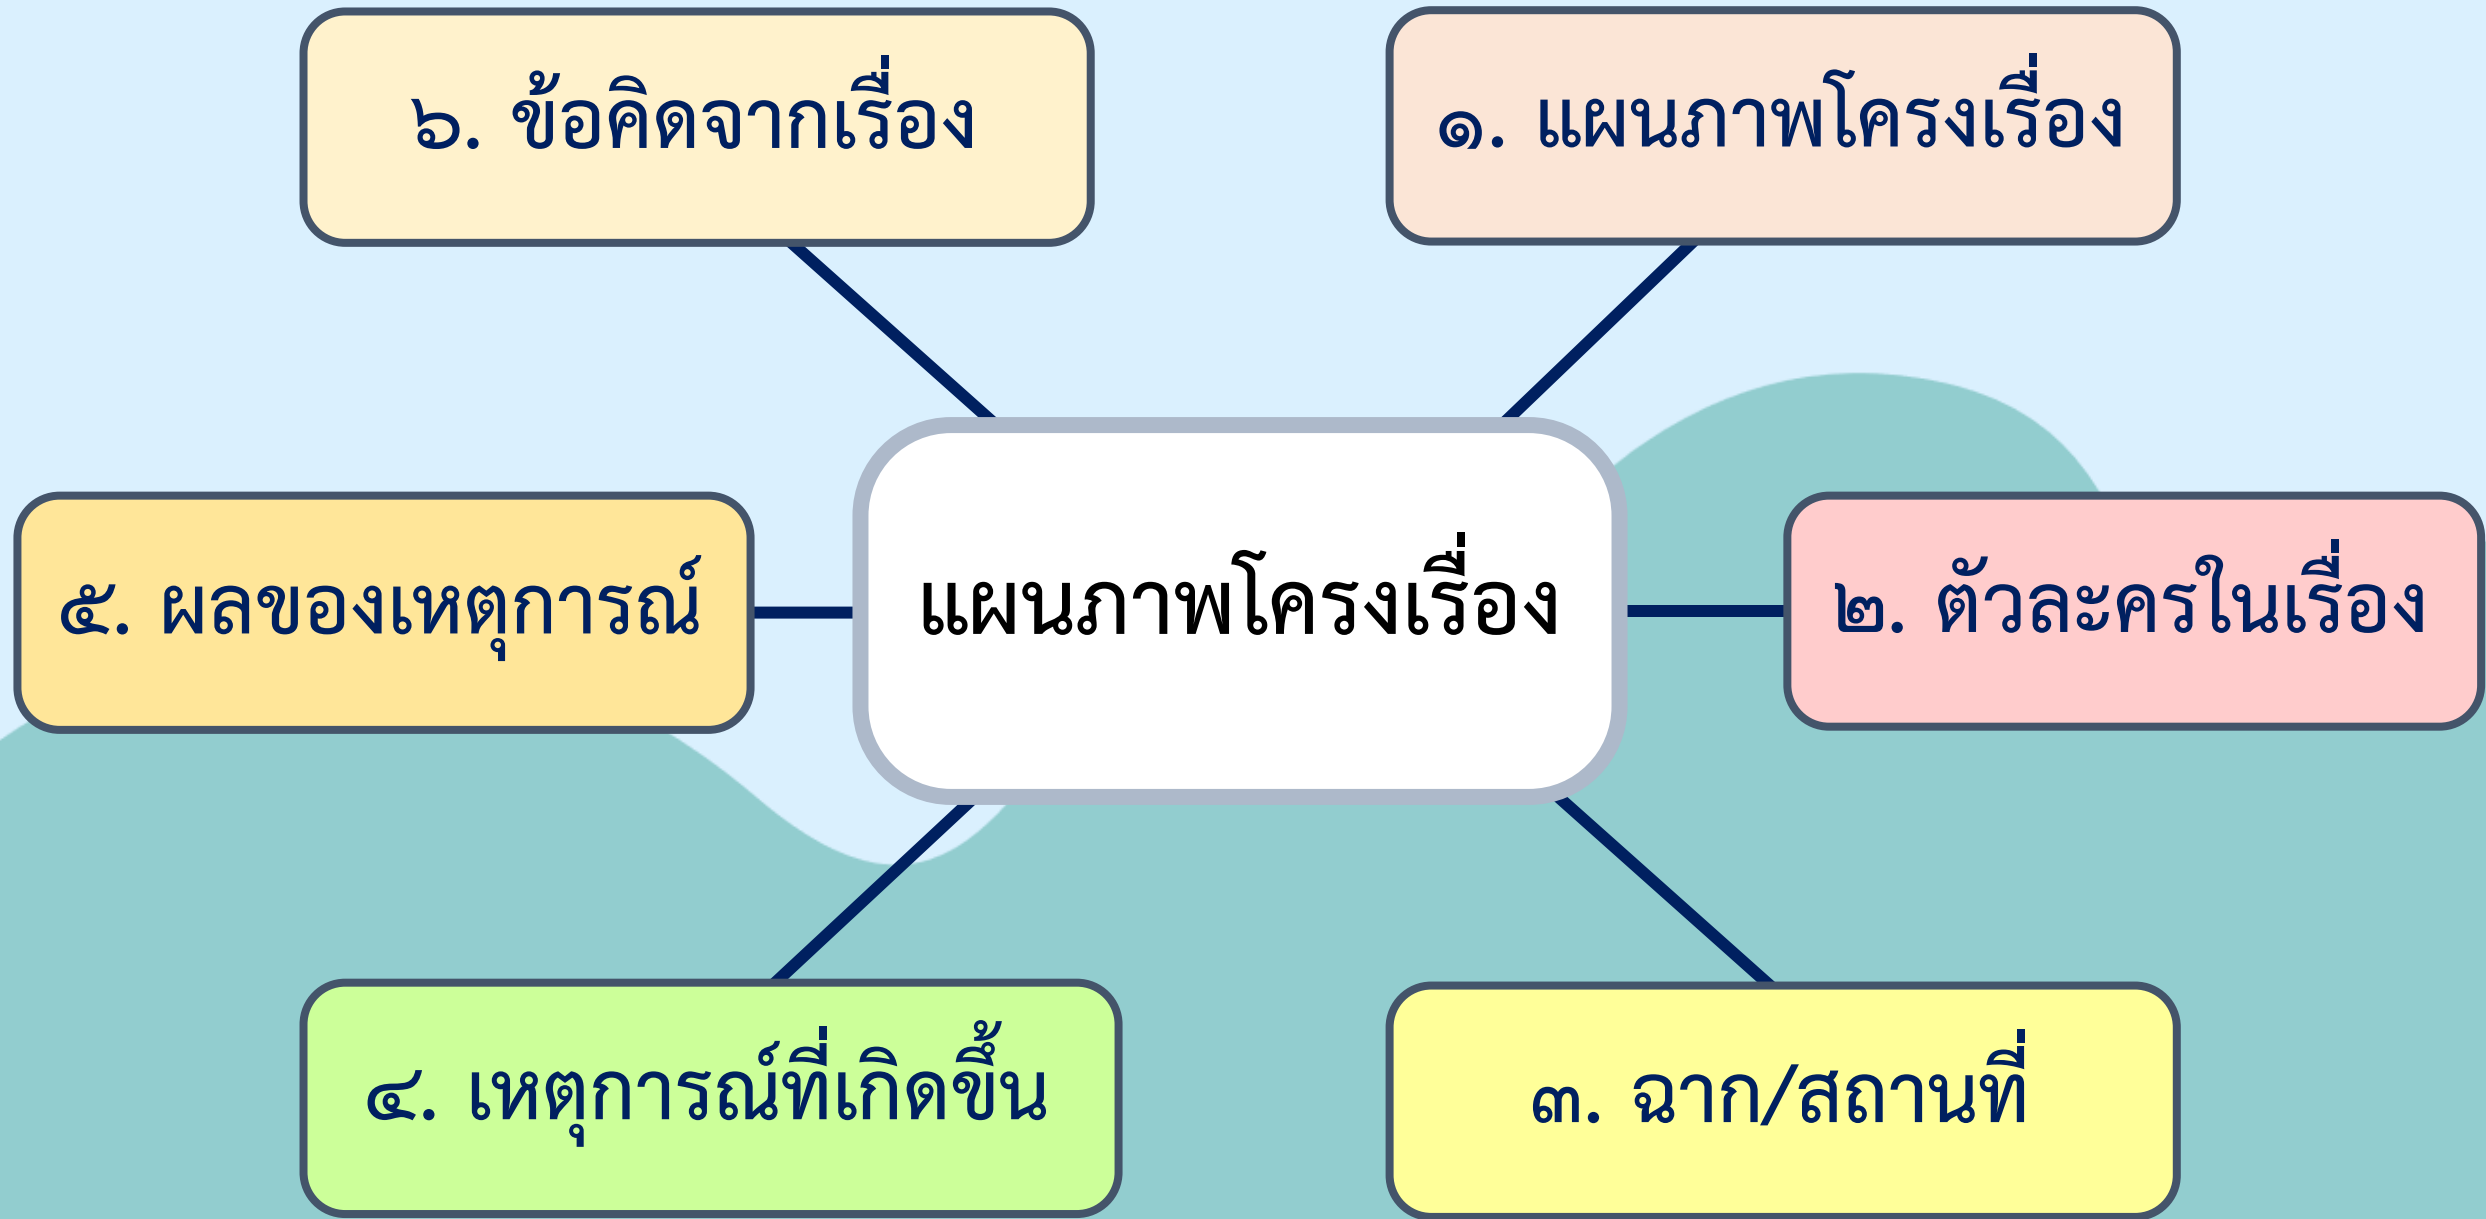 แผนภาพโครงเรื่อง
๑. แผนภาพโครงเรื่อง
๒. ตัวละครในเรื่อง
๓. ฉาก/สถานที่
๔. เหตุการณ์ที่เกิดขึ้น
๕. ผลของเหตุการณ์
๖. ข้อคิดจากเรื่อง